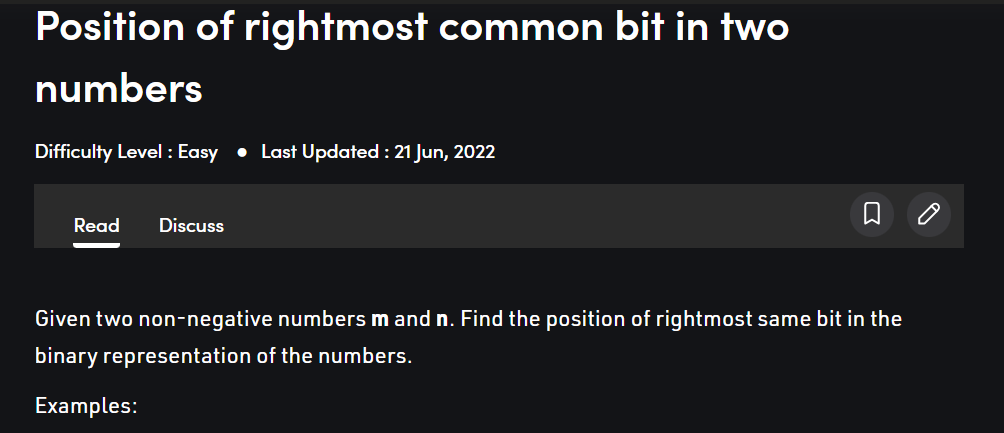 Position of rightmost common bit in two
numbers
Difficulty Level : Easy ● Last Updated : 21 Jun, 2022
Read Discuss
Given two non-negative numbers m and n. Find the position of rightmost same bit in the
binary representation of the numbers.
Examples: